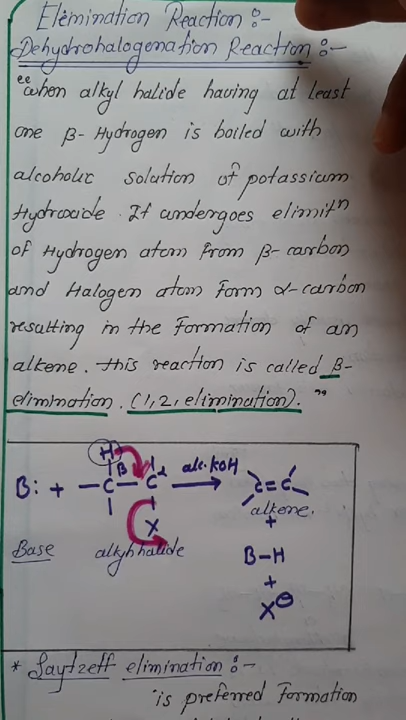 Elimination Reaction :-
Dehydrohalogenation Reaction :-
"when alkyl halide having at least
one β-Hydrogen is boiled with
alcoholic solution of potassium
Hydroxide. It undergoes elimitⁿ
of Hydrogen atom from β-carbon
and Halogen atom form α-carbon
resulting in the formation of an
alkene. this reaction is called β-
elimination. (1,2, elimination)."
H
B: + -C-C- alc.KOH C=C
β α
X
alkene.
+
Base alkyl halide B-H
+
X⊖
* Saytzeff elimination :-
is preferred formation